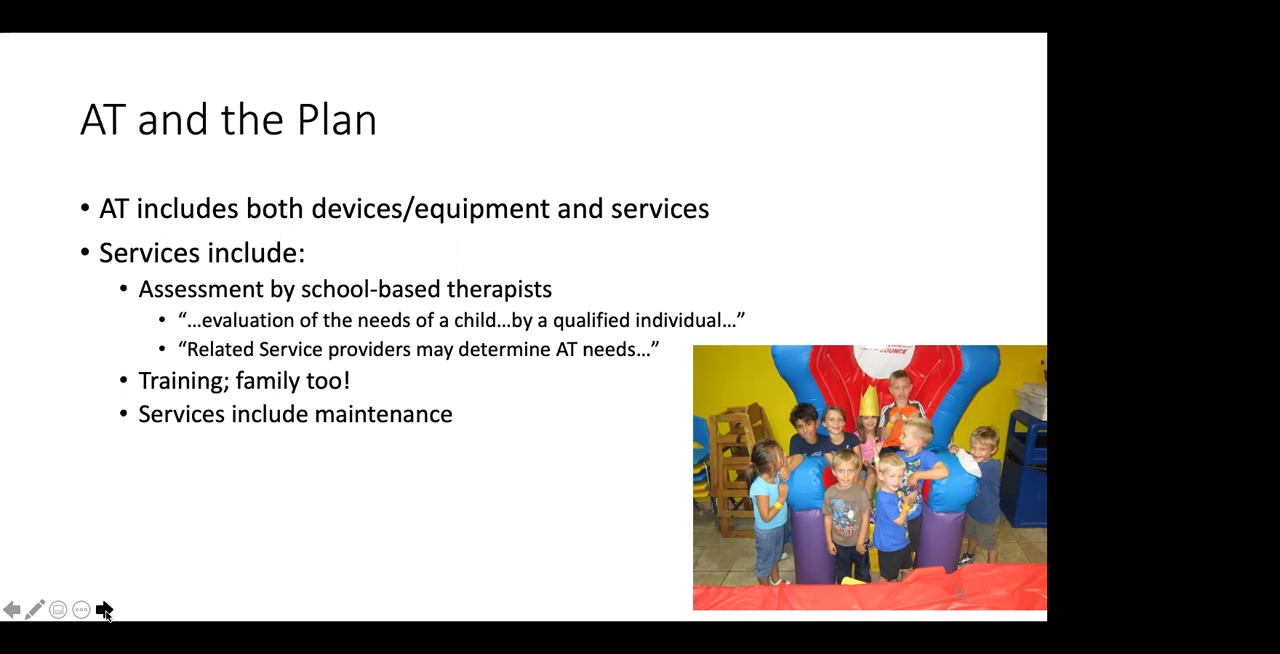 AT and the Plan
• AT includes both devices/equipment and services
• Services include:
• Assessment by school-based therapists
• “…evaluation of the needs of a child…by a qualified individual…”
• “Related Service providers may determine AT needs…”
• Training; family too!
• Services include maintenance
BOUNCE